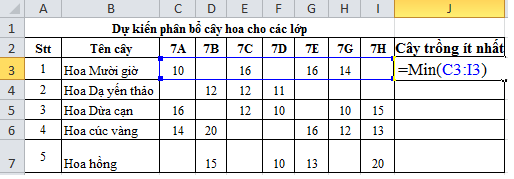 A B C D E F G H I J
1 Dự kiến phân bổ cây hoa cho các lớp
2 Stt Tên cây 7A 7B 7C 7D 7E 7G 7H Cây trồng ít nhất
3 1 Hoa Mười giờ 10 16 16 14 =Min(C3:I3)
4 2 Hoa Dạ yến thảo 12 12 11
5 3 Hoa Dừa cạn 16 12 10 10 15
6 4 Hoa cúc vàng 14 20 16 12 13
7 5 Hoa hồng 15 10 13 20